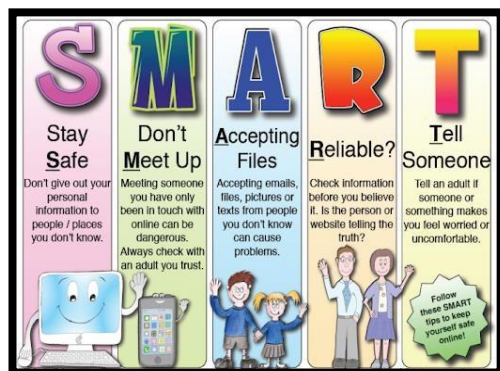 S
Stay
Safe
Don't give out your
personal
information to
people / places
you don't know.
M
Don't
Meet Up
Meeting someone
you have only
been in touch with
online can be
dangerous.
Always check with
an adult you trust.
A
Accepting
Files
Accepting emails,
files, pictures or
texts from people
you don't know
can cause
problems.
R
Reliable?
Check information
before you believe
it. Is the person or
website telling the
truth?
T
Tell
Someone
Tell an adult if
someone or
something makes
you feel worried or
uncomfortable.
Follow
these SMART
tips to keep
yourself safe
online!